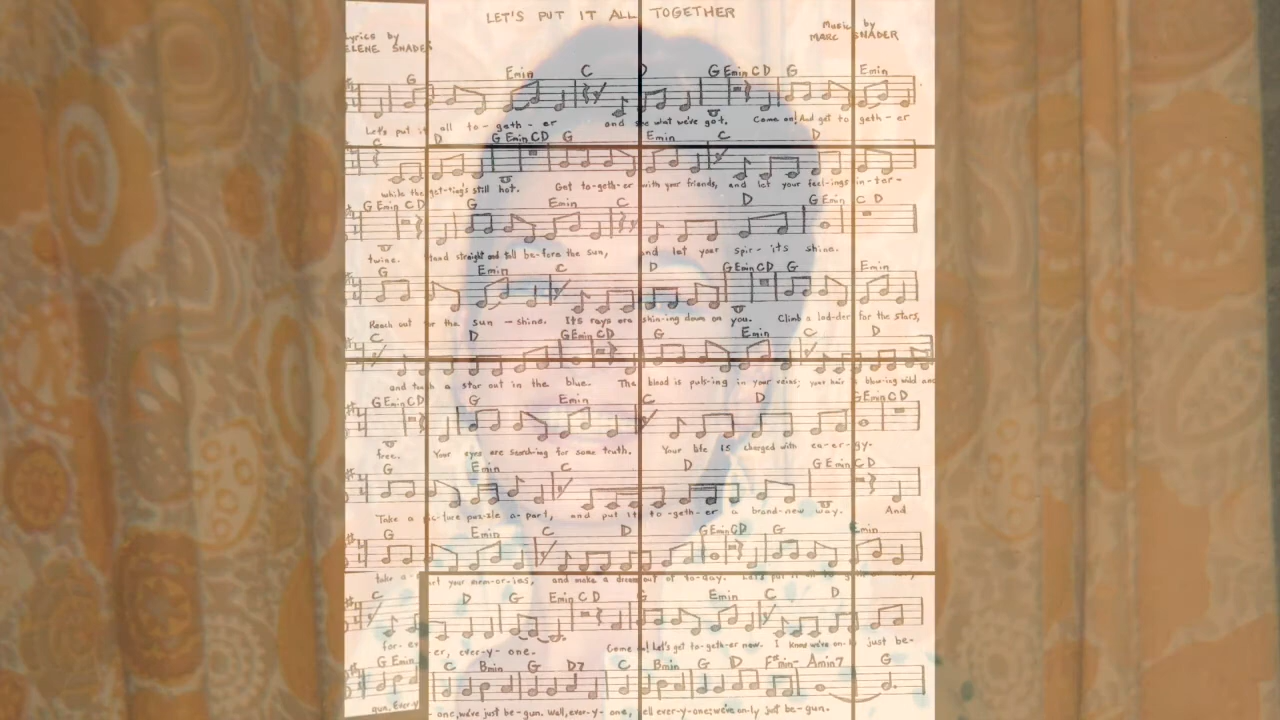 LET'S PUT IT ALL TOGETHER
Lyrics by
Music by
MARC SNADER
G Emin C D G Emin C D G Emin
Let's put it all to-geth-er and see what we've got. Come on! And get to geth-er
C D G Emin C D G Emin C D
while the get-ting's still hot. Get to-geth-er with your friends, and let your feel-ings in-ter-
G Emin C D G Emin C D G Emin C D
twine. straight and tall be-fore the sun, and let your spir-its shine.
G Emin C D G Emin C D G Emin
Reach out for the sun-shine. Its rays are shin-ing down on you. Climb a lad-der for the stars,
C D G Emin C D G Emin C D
and touch a star out in the blue. The blood is puls-ing in your veins; your hair is blow-ing wild and
G Emin C D G Emin C D G Emin C D
free. Your eyes are search-ing for some truth. Your life is charged with en-er-gy.
G Emin C D G Emin C D
Take a pic-ture puz-zle a-part, and put it to-geth-er a brand-new way. And
G Emin C D G Emin C D G Emin
your mem-or-ies, and make a dream out of to-day. Let's put it all to
C D G Emin C D G Emin C D
for-ev-er, ev-er-y-one. Come on! Let's get to-geth-er now. I know we've on-ly just be-
G Emin C Bmin G D7 C Bmin G D F#min- Amin7 G
gun. Ev-er-y-one, we've just be-gun. Well, ev-er-y-one, well ev-er-y-one; we've on-ly just be-gun.